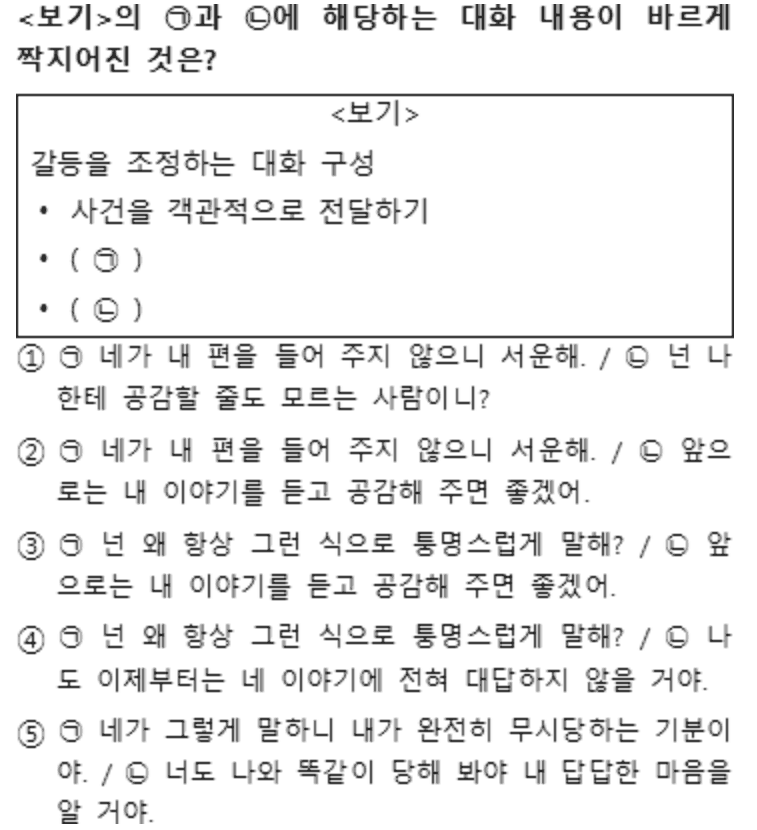 <보기>의 ㉠과 ㉡에 해당하는 대화 내용이 바르게
짝지어진 것은?
<보기>
갈등을 조정하는 대화 구성
• 사건을 객관적으로 전달하기
• ( ㉠ )
• ( ㉡ )
① ㉠ 네가 내 편을 들어 주지 않으니 서운해. / ㉡ 넌 나
한테 공감할 줄도 모르는 사람이니?
② ㉠ 네가 내 편을 들어 주지 않으니 서운해. / ㉡ 앞으
로는 내 이야기를 듣고 공감해 주면 좋겠어.
③ ㉠ 넌 왜 항상 그런 식으로 퉁명스럽게 말해? / ㉡ 앞
으로는 내 이야기를 듣고 공감해 주면 좋겠어.
④ ㉠ 넌 왜 항상 그런 식으로 퉁명스럽게 말해? / ㉡ 나
도 이제부터는 네 이야기에 전혀 대답하지 않을 거야.
⑤ ㉠ 네가 그렇게 말하니 내가 완전히 무시당하는 기분이
야. / ㉡ 너도 나와 똑같이 당해 봐야 내 답답한 마음을
알 거야.